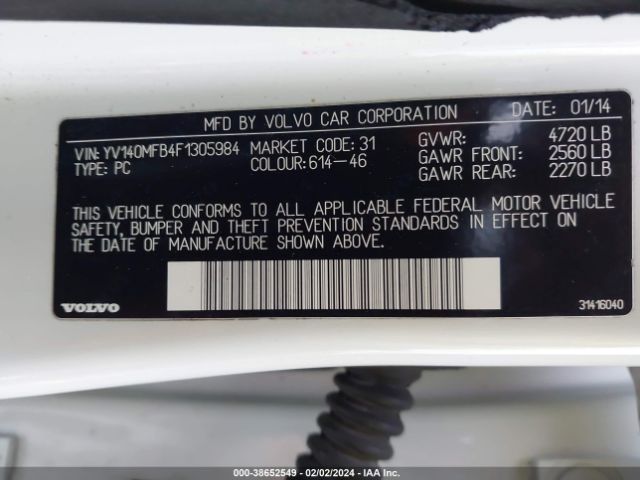 MFD BY VOLVO CAR CORPORATION DATE: 01/14
VIN: YV140MFB4F1305984 MARKET CODE: 31 GVWR: 4720 LB
TYPE: PC COLOUR: 614-46 GAWR FRONT: 2560 LB
GAWR REAR: 2270 LB
THIS VEHICLE CONFORMS TO ALL APPLICABLE FEDERAL MOTOR VEHICLE
SAFETY, BUMPER AND THEFT PREVENTION STANDARDS IN EFFECT ON
THE DATE OF MANUFACTURE SHOWN ABOVE.
VOLVO 31416040
000-38652549 - 02/02/2024 - IAA Inc.